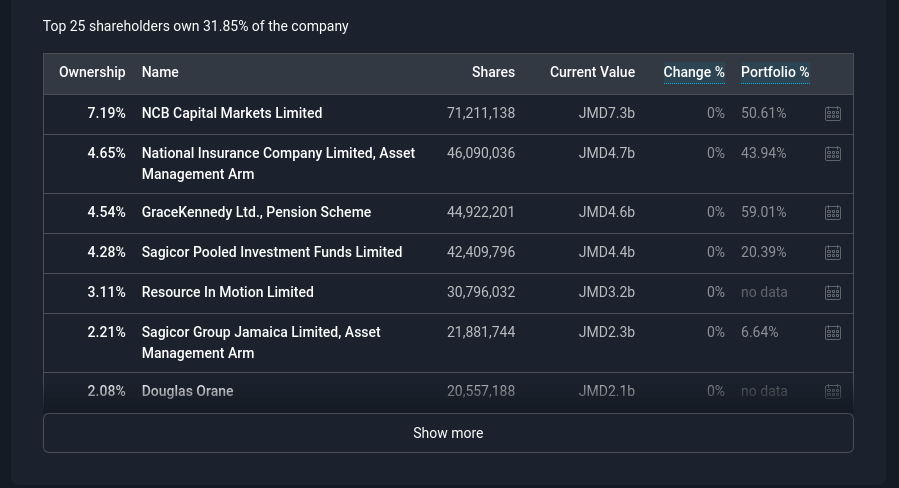 Top 25 shareholders own 31.85% of the company
Ownership Name Shares Current Value Change % Portfolio %
7.19% NCB Capital Markets Limited 71,211,138 JMD7.3b 0% 50.61%
4.65% National Insurance Company Limited, Asset Management Arm 46,090,036 JMD4.7b 0% 43.94%
4.54% GraceKennedy Ltd., Pension Scheme 44,922,201 JMD4.6b 0% 59.01%
4.28% Sagicor Pooled Investment Funds Limited 42,409,796 JMD4.4b 0% 20.39%
3.11% Resource In Motion Limited 30,796,032 JMD3.2b 0% no data
2.21% Sagicor Group Jamaica Limited, Asset Management Arm 21,881,744 JMD2.3b 0% 6.64%
2.08% Douglas Orane 20,557,188 JMD2.1b 0% no data
Show more